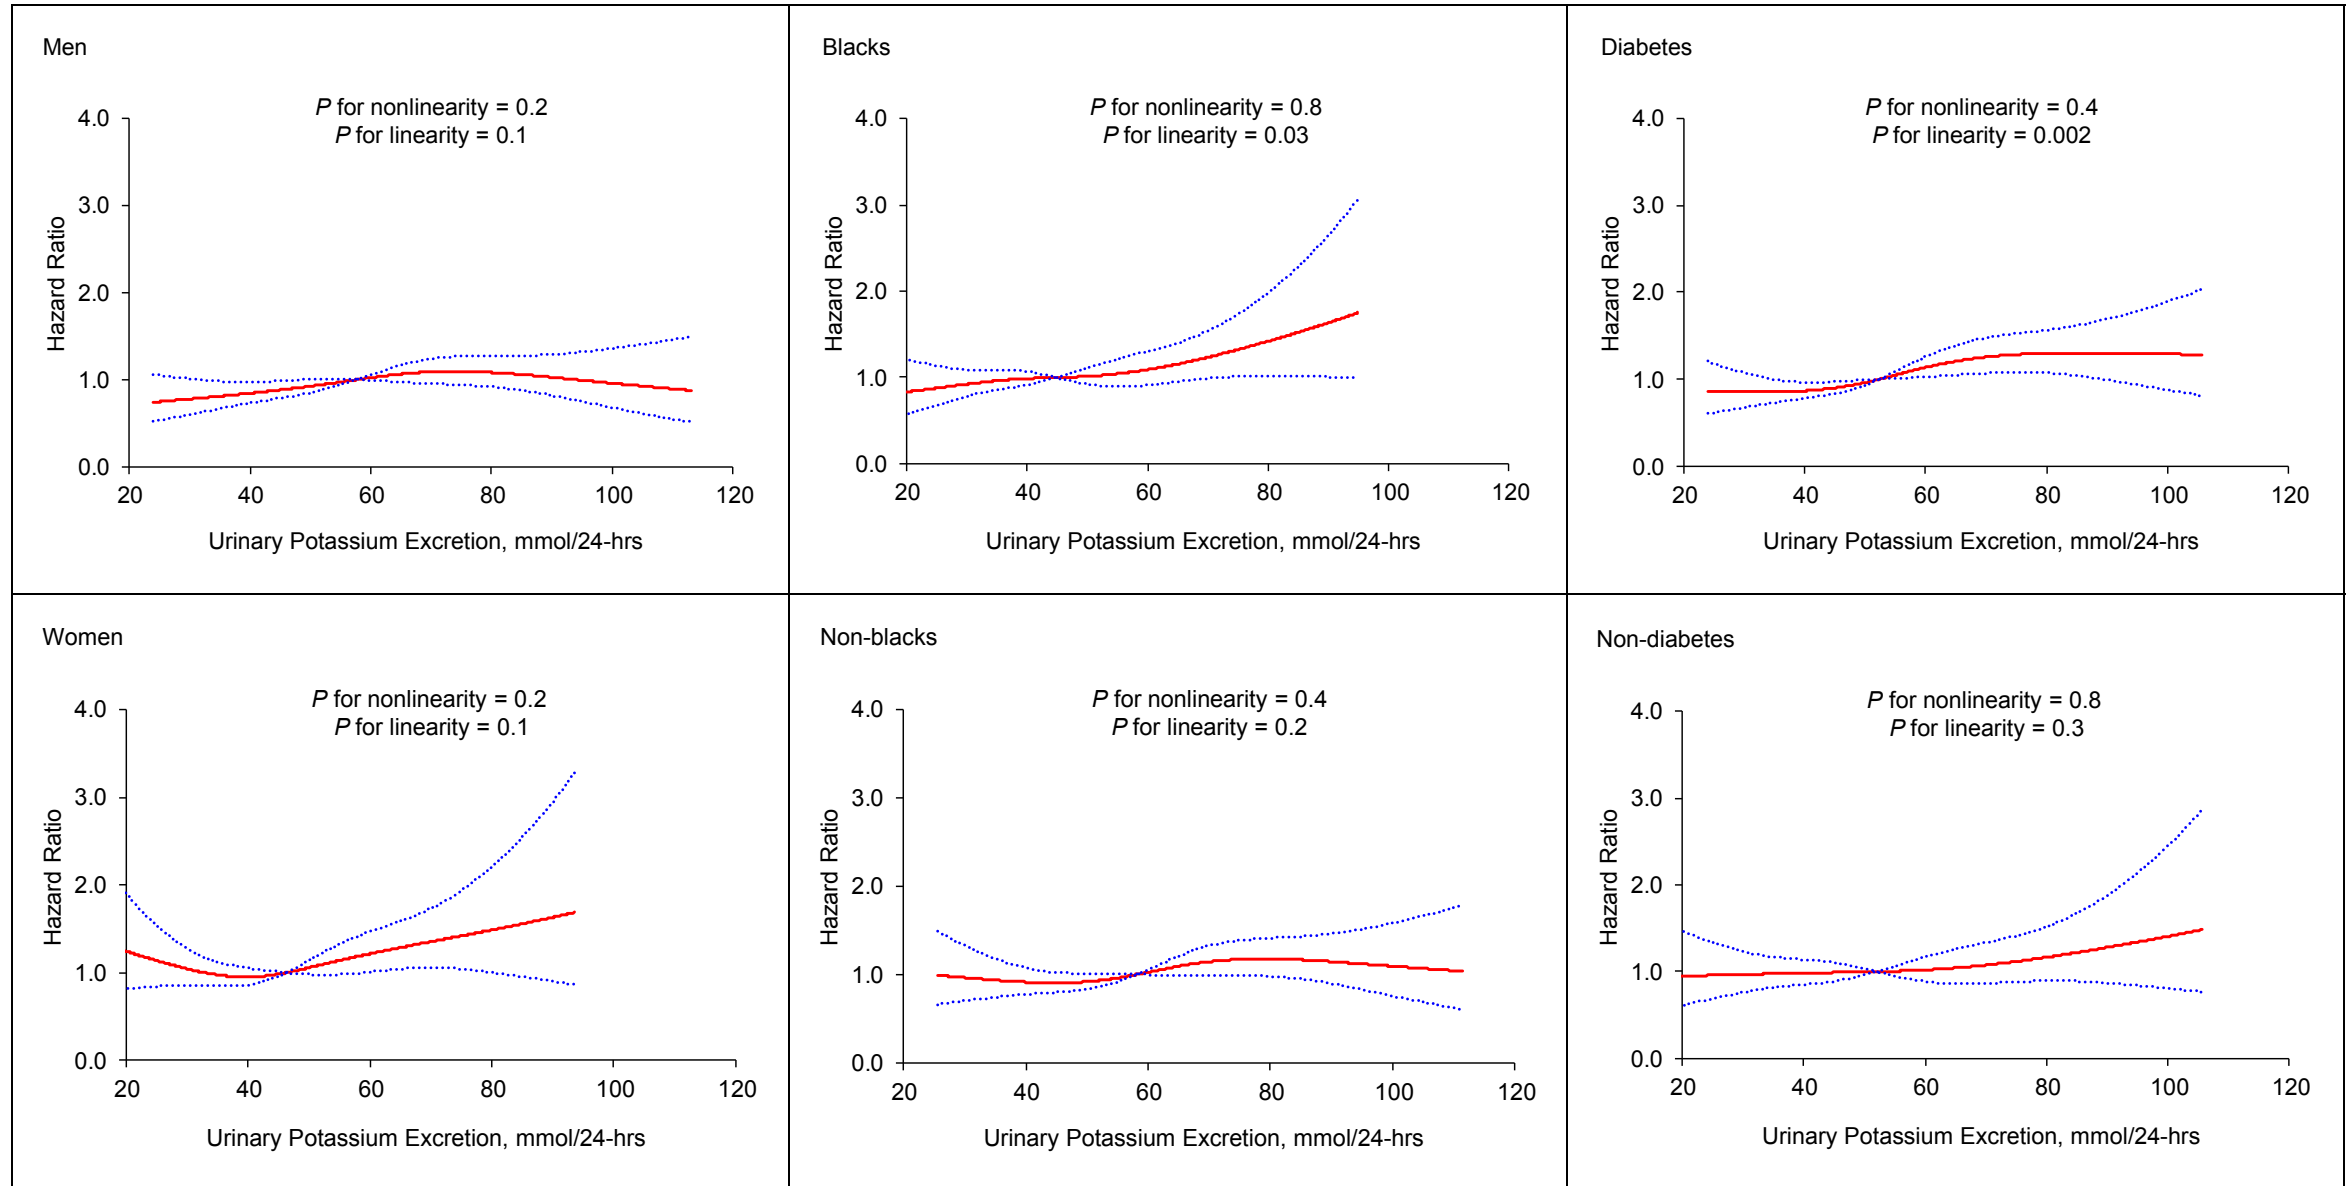 Men
P for nonlinearity = 0.2
P for linearity = 0.1
4.0
3.0
2.0
1.0
0.0
Hazard Ratio
20 40 60 80 100 120
Urinary Potassium Excretion, mmol/24-hrs
Blacks
P for nonlinearity = 0.8
P for linearity = 0.03
4.0
3.0
2.0
1.0
0.0
Hazard Ratio
20 40 60 80 100 120
Urinary Potassium Excretion, mmol/24-hrs
Diabetes
P for nonlinearity = 0.4
P for linearity = 0.002
4.0
3.0
2.0
1.0
0.0
Hazard Ratio
20 40 60 80 100 120
Urinary Potassium Excretion, mmol/24-hrs
Women
P for nonlinearity = 0.2
P for linearity = 0.1
4.0
3.0
2.0
1.0
0.0
Hazard Ratio
20 40 60 80 100 120
Urinary Potassium Excretion, mmol/24-hrs
Non-blacks
P for nonlinearity = 0.4
P for linearity = 0.2
4.0
3.0
2.0
1.0
0.0
Hazard Ratio
20 40 60 80 100 120
Urinary Potassium Excretion, mmol/24-hrs
Non-diabetes
P for nonlinearity = 0.8
P for linearity = 0.3
4.0
3.0
2.0
1.0
0.0
Hazard Ratio
20 40 60 80 100 120
Urinary Potassium Excretion, mmol/24-hrs